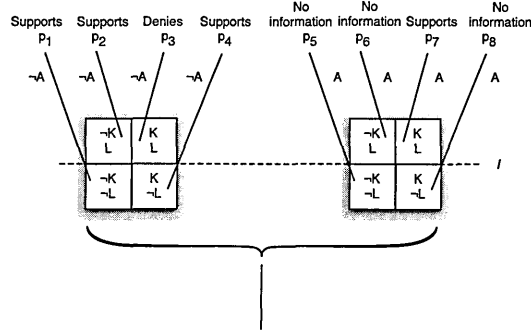 Supports Supports Denies Supports No information No information Supports No information
p1 p2 p3 p4 p5 p6 p7 p8
¬A ¬A ¬A ¬A A A A A
¬K K ¬K K
L L L L
l
¬K K ¬K K
¬L ¬L ¬L ¬L